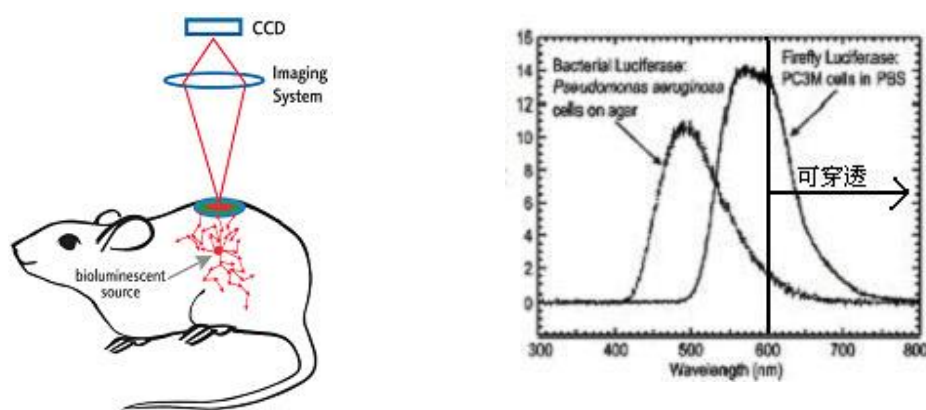 CCD
Imaging
System
bioluminescent
source
16
14
12
10
8
6
4
2
0
Bacterial Luciferase:
Pseudomonas aeruginosa
cells on agar
Firefly Luciferase:
PC3M cells in PBS
可穿透
300 400 500 600 700 800
Wavelength (nm)